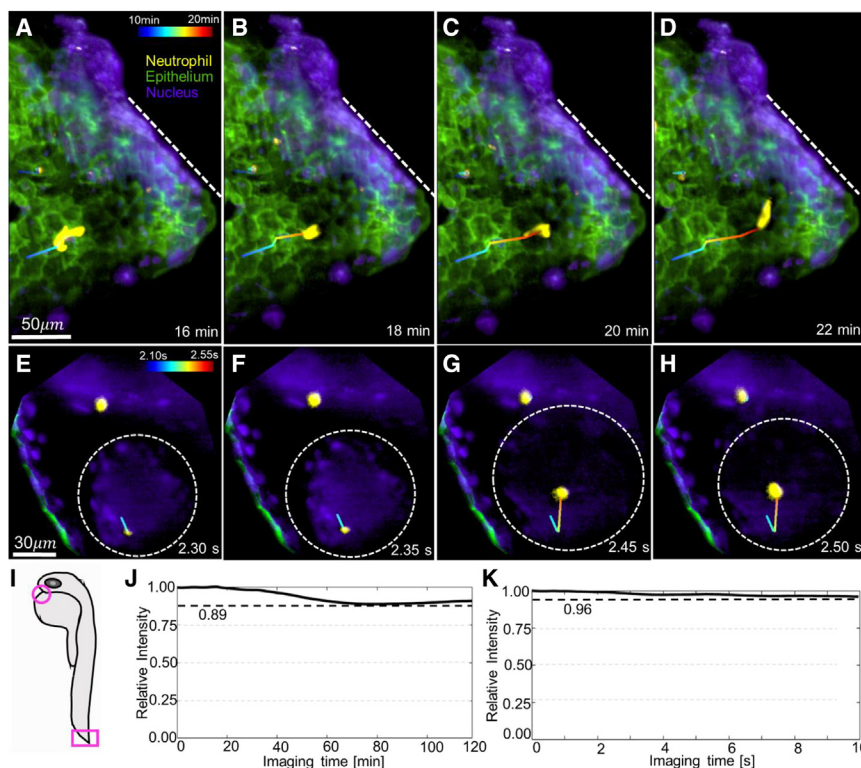 A
10min
20min
Neutrophil
Epithelium
Nucleus
50μm
16 min
B
18 min
C
20 min
D
22 min
E
2.10s
2.55s
30μm
2.30 s
F
2.35 s
G
2.45 s
H
2.50 s
I
J
Relative Intensity
1.00
0.75
0.50
0.25
0.00
0.89
0 20 40 60 80 100 120
Imaging time [min]
K
Relative Intensity
1.00
0.75
0.50
0.25
0.00
0.96
0 2 4 6 8 10
Imaging time [s]